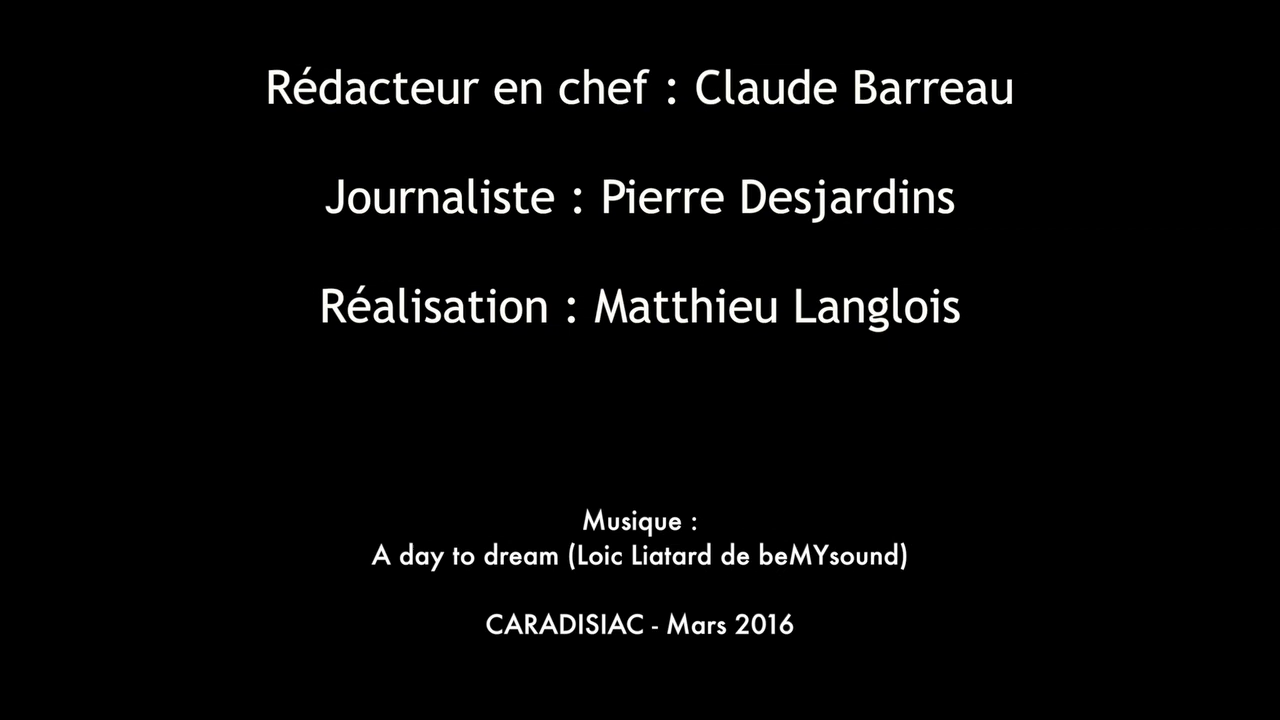 Rédacteur en chef : Claude Barreau
Journaliste : Pierre Desjardins
Réalisation : Matthieu Langlois
Musique :
A day to dream (Loic Liatard de beMYsound)
CARADISIAC - Mars 2016